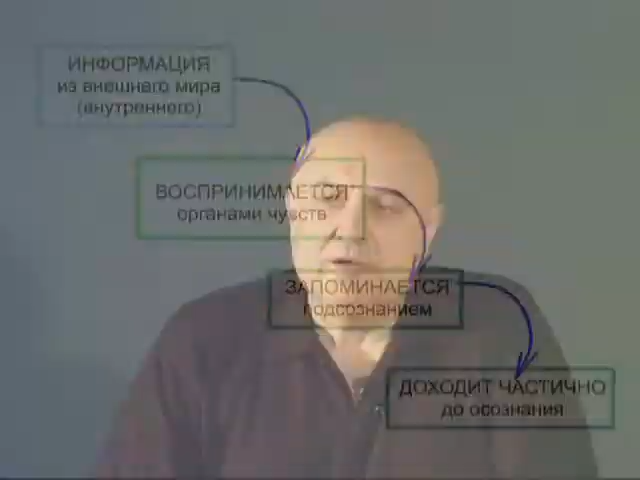 ИНФОРМАЦИЯ
из внешнего мира
(внутреннего)
ВОСПРИНИМАЕТСЯ
органами чувств
ЗАПОМИНАЕТСЯ
подсознанием
ДОХОДИТ ЧАСТИЧНО
до осознания